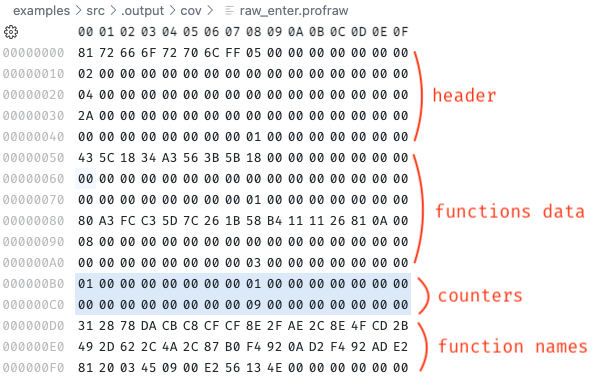 examples > src > .output > cov > raw_enter.profraw
00 01 02 03 04 05 06 07 08 09 0A 0B 0C 0D 0E 0F
00000000 81 72 66 6F 72 70 6C FF 05 00 00 00 00 00 00 00
00000010 02 00 00 00 00 00 00 00 00 00 00 00 00 00 00 00
00000020 04 00 00 00 00 00 00 00 00 00 00 00 00 00 00 00
header
00000030 2A 00 00 00 00 00 00 00 00 00 00 00 00 00 00 00
00000040 00 00 00 00 00 00 00 00 01 00 00 00 00 00 00 00
00000050 43 5C 18 34 A3 56 3B 5B 18 00 00 00 00 00 00 00
00000060 00 00 00 00 00 00 00 00 00 00 00 00 00 00 00 00
00000070 00 00 00 00 00 00 00 00 01 00 00 00 00 00 00 00
functions data
00000080 80 A3 FC C3 5D 7C 26 1B 58 B4 11 11 26 81 0A 00
00000090 08 00 00 00 00 00 00 00 00 00 00 00 00 00 00 00
000000A0 00 00 00 00 00 00 00 00 03 00 00 00 00 00 00 00
000000B0 01 00 00 00 00 00 00 00 01 00 00 00 00 00 00 00
counters
000000C0 00 00 00 00 00 00 00 00 09 00 00 00 00 00 00 00
000000D0 31 28 78 DA CB C8 CF CF 8E 2F AE 2C 8E 4F CD 2B
000000E0 49 2D 62 2C 4A 2C 87 B0 F4 92 0A D2 F4 92 AD E2
function names
000000F0 81 20 03 45 09 00 E2 56 13 4E 00 00 00 00 00 00